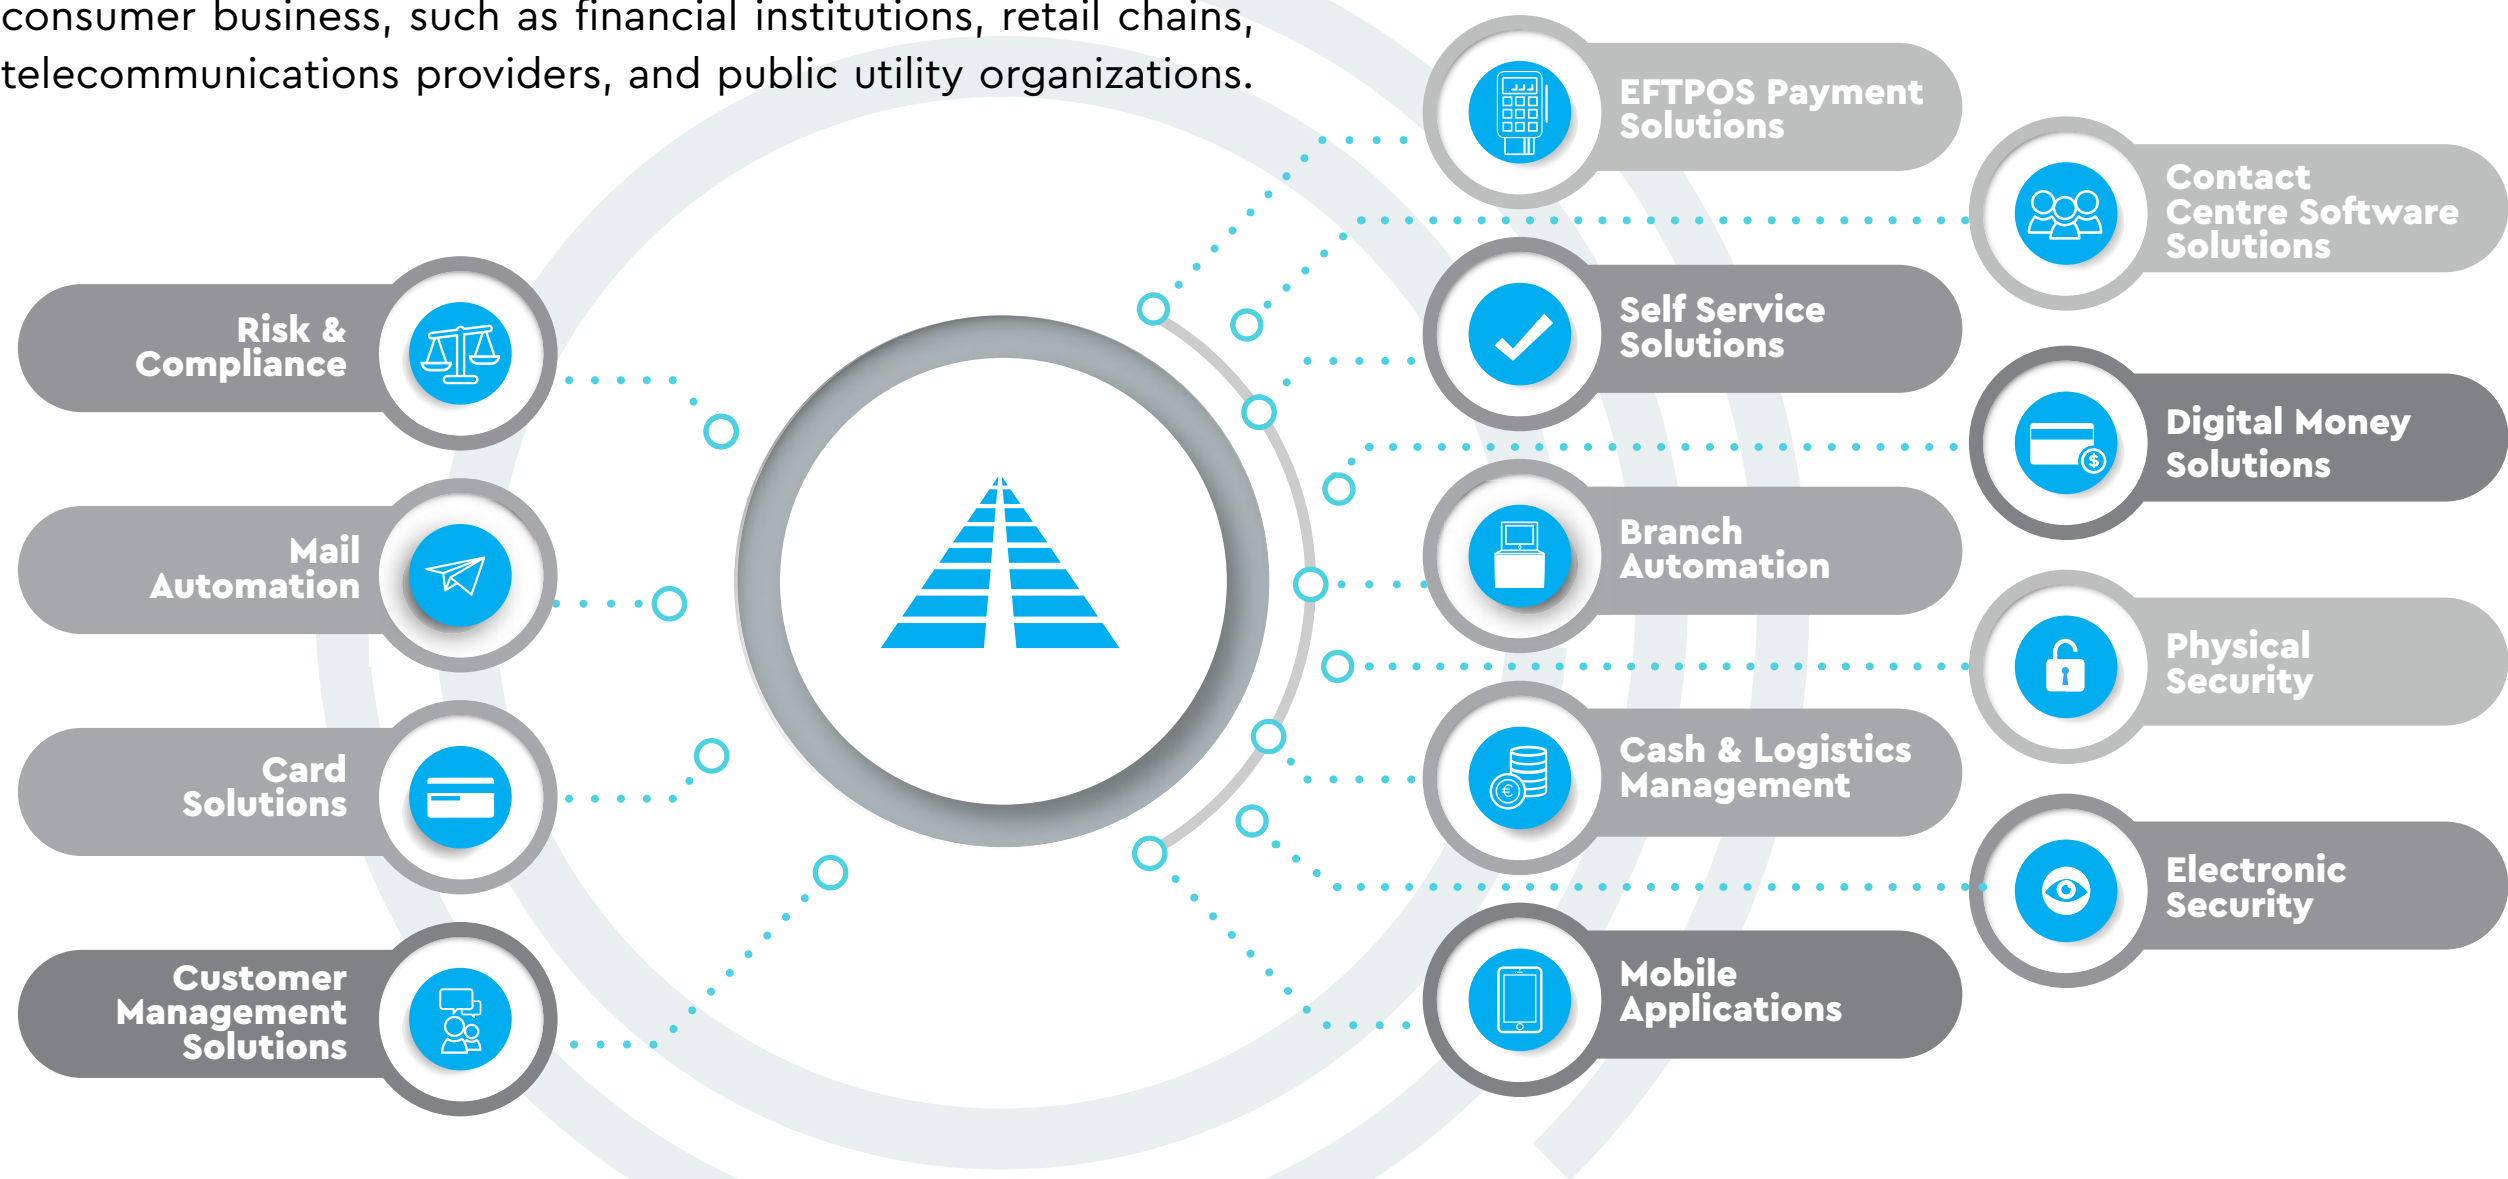 consumer business, such as financial institutions, retail chains,
telecommunications providers, and public utility organizations.
Risk &
Compliance
Mail
Automation
Card
Solutions
Customer
Management
Solutions
EFTPOS Payment
Solutions
Self Service
Solutions
Branch
Automation
Cash & Logistics
Management
Mobile
Applications
Contact
Centre Software
Solutions
Digital Money
Solutions
Physical
Security
Electronic
Security